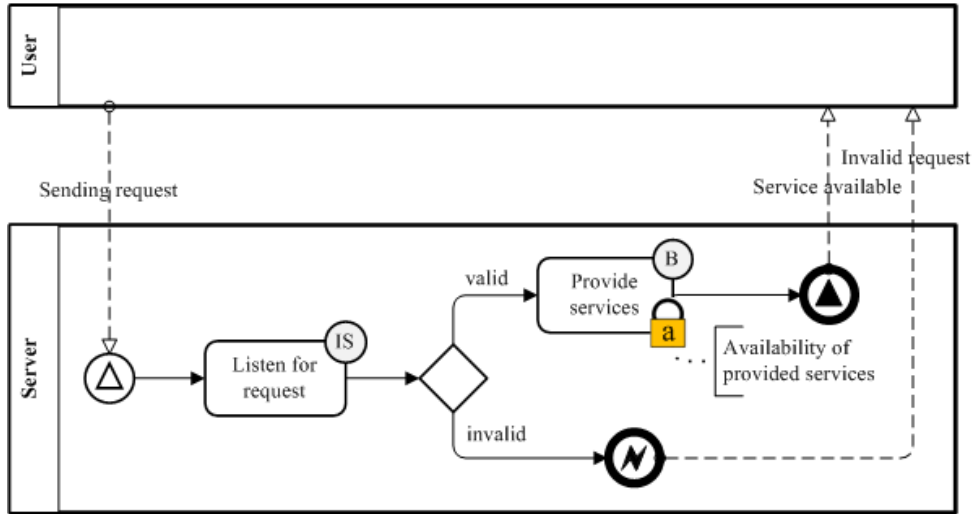 User
Sending request
Invalid request
Service available
Server
Listen for
request
IS
valid
invalid
Provide
services
B
a
Availability of
provided services